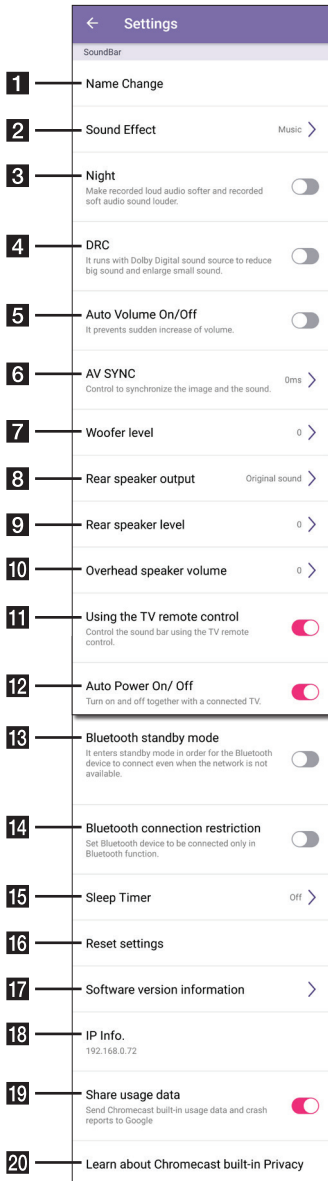 Settings
SoundBar
1 Name Change
2 Sound Effect Music
3 Night
Make recorded loud audio softer and recorded
soft audio sound louder.
4 DRC
It runs with Dolby Digital sound source to reduce
big sound and enlarge small sound.
5 Auto Volume On/Off
It prevents sudden increase of volume.
6 AV SYNC 0ms
Control to synchronize the image and the sound.
7 Woofer level 0
8 Rear speaker output Original sound
9 Rear speaker level 0
10 Overhead speaker volume 0
11 Using the TV remote control
Control the sound bar using the TV remote
control.
12 Auto Power On/ Off
Turn on and off together with a connected TV.
13 Bluetooth standby mode
It enters standby mode in order for the Bluetooth
device to connect even when the network is not
available.
14 Bluetooth connection restriction
Set Bluetooth device to be connected only in
Bluetooth function.
15 Sleep Timer Off
16 Reset settings
17 Software version information
18 IP Info.
192.168.0.72
19 Share usage data
Send Chromecast built-in usage data and crash
reports to Google
20 Learn about Chromecast built-in Privacy